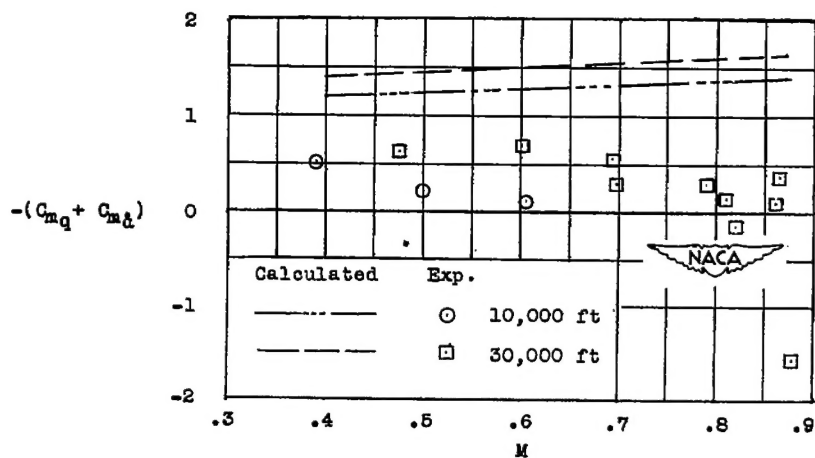 2
1
0
-1
-2
-(Cmq + Cmα̇)
NACA
Calculated Exp.
10,000 ft
30,000 ft
.3 .4 .5 .6 .7 .8 .9
M